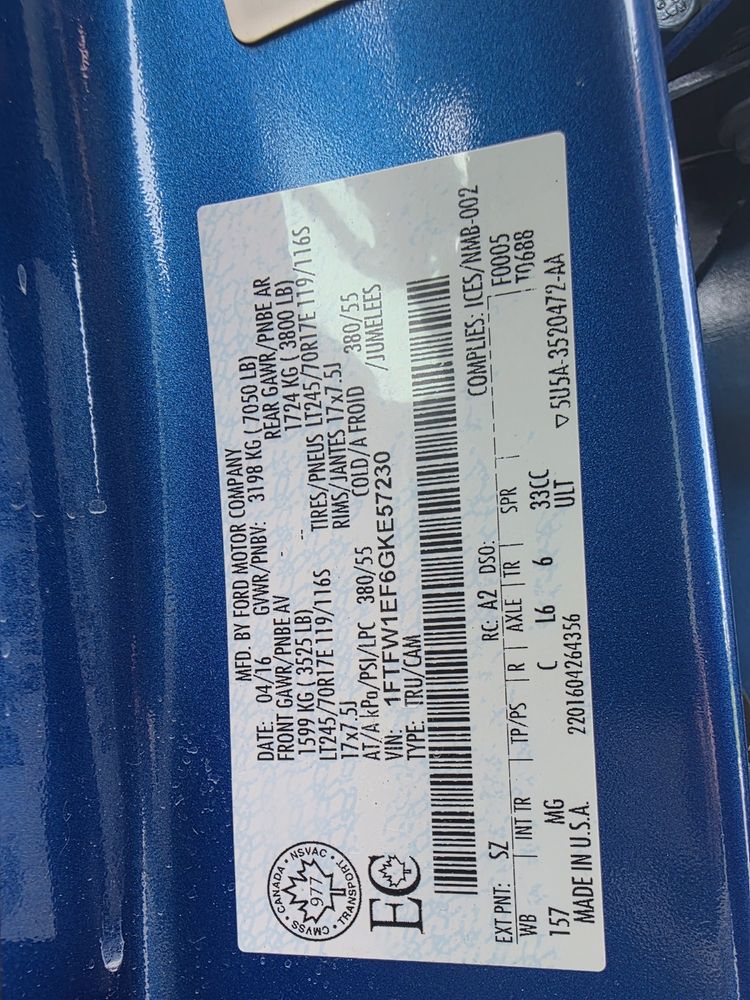 MFD. BY FORD MOTOR COMPANY
DATE: 04/16 GVWR/PNBV: 3198 KG ( 7050 LB)
FRONT GAWR/PNBE AV REAR GAWR/PNBE AR
1599 KG ( 3525 LB) 1724 KG ( 3800 LB)
LT245/70R17E 119/116S TIRES/PNEUS LT245/70R17E 119/116S
17x7.5J RIMS/JANTES 17x7.5J
AT/A kPa/PSI/LPC 380/55 COLD/A FROID 380/55
VIN: 1FTFW1EF6GKE57230 /JUMELEES
TYPE: TRU/CAM
CMVSS · CANADA · NSVAC · TRANSPORT
977
EC
COMPLIES: ICES/NMB-002
EXT PNT: SZ RC: A2 DSO: F0005
WB INT TR TP/PS R AXLE TR SPR T0688
157 MG C L6 6 33CC
ULT
MADE IN U.S.A. 2201604264356 ▽ 5U5A-3520472-AA